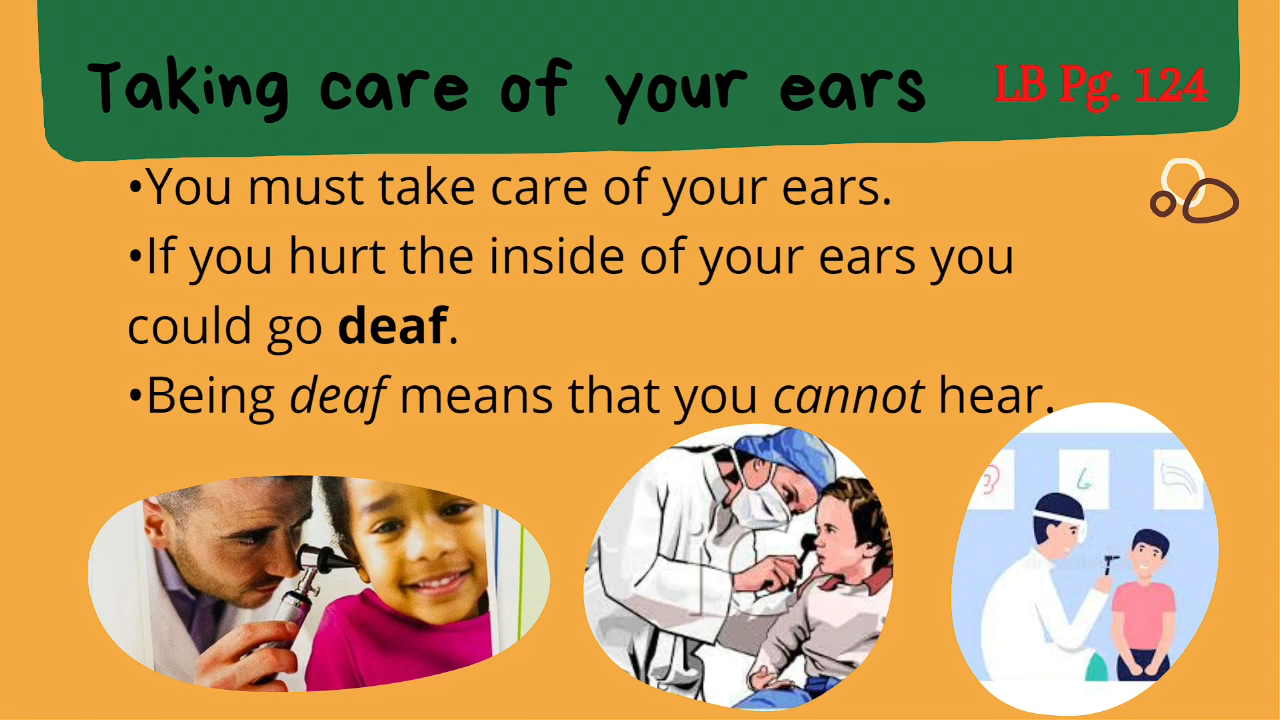 Taking care of your ears LB Pg. 124
•You must take care of your ears.
•If you hurt the inside of your ears you
could go deaf.
•Being deaf means that you cannot hear.